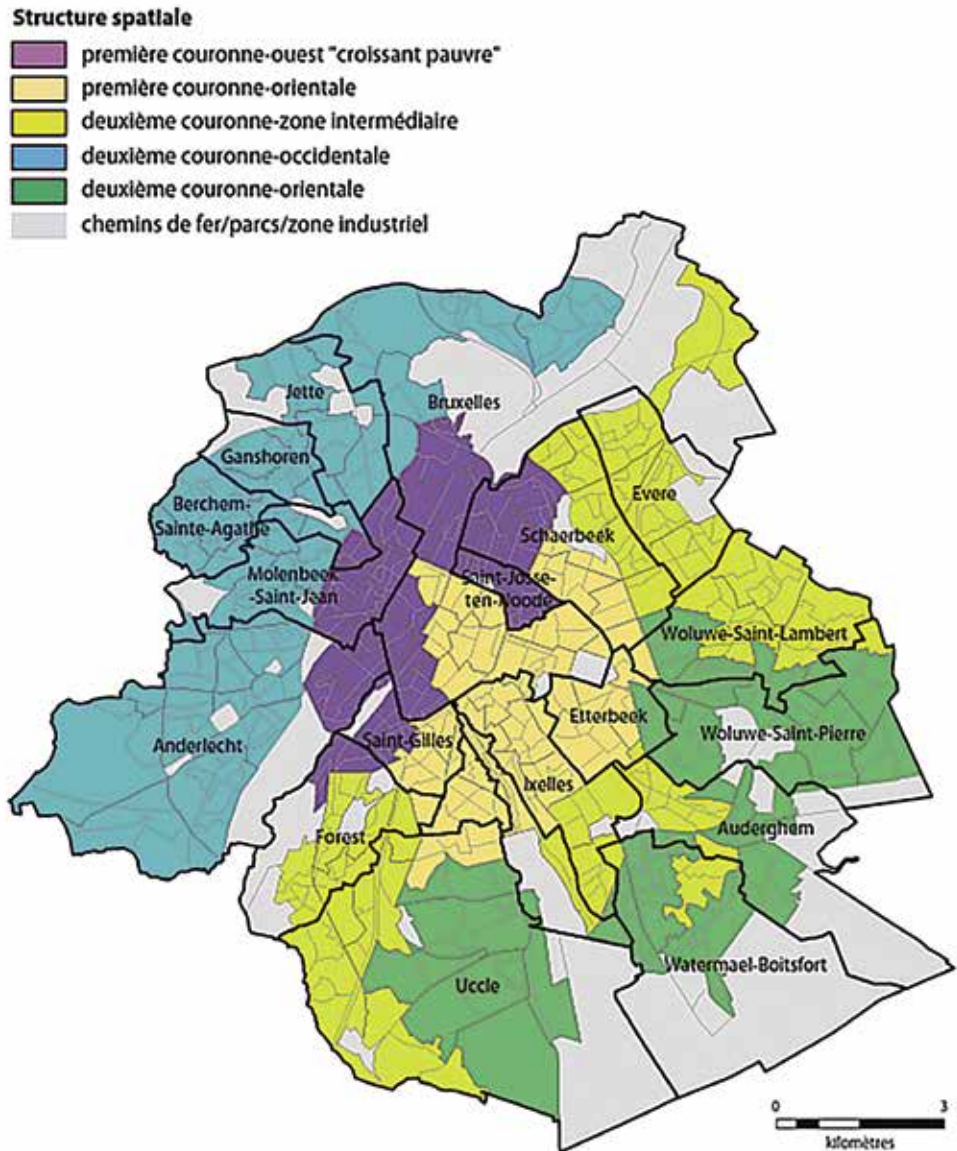 Structure spatiale
première couronne-ouest "croissant pauvre"
première couronne-orientale
deuxième couronne-zone intermédiaire
deuxième couronne-occidentale
deuxième couronne-orientale
chemins de fer/parcs/zone industriel
Jette
Bruxelles
Ganshoren
Evere
Berchem-
Sainte-Agathe
Schaerbeek
Molenbeek
-Saint-Jean
Saint-Josse-
ten-Noode
Woluwe-Saint-Lambert
Etterbeek
Woluwe-Saint-Pierre
Anderlecht
Saint-Gilles
Ixelles
Forest
Auderghem
Watermael-Boitsfort
Uccle
0 3
kilomètres